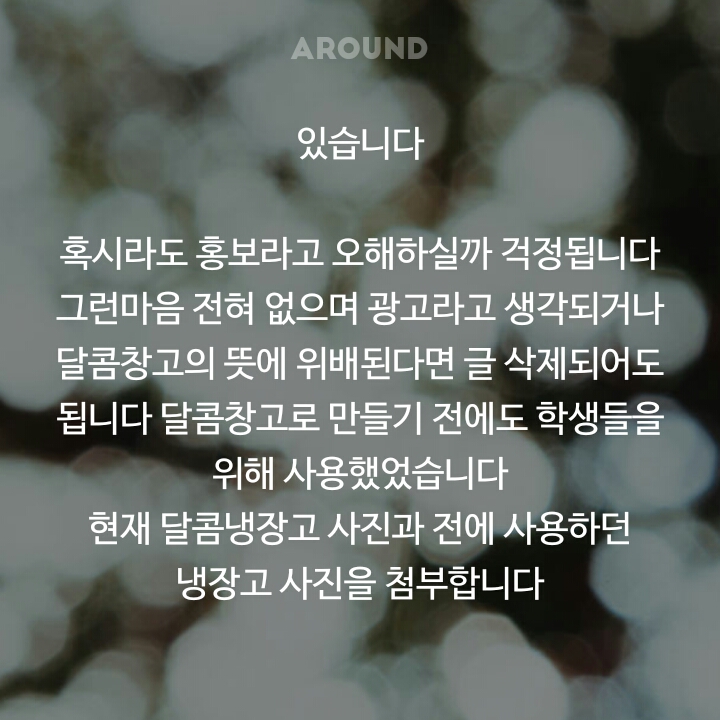 AROUND
있습니다
혹시라도 홍보라고 오해하실까 걱정됩니다
그런마음 전혀 없으며 광고라고 생각되거나
달콤창고의 뜻에 위배된다면 글 삭제되어도
됩니다 달콤창고로 만들기 전에도 학생들을
위해 사용했었습니다
현재 달콤냉장고 사진과 전에 사용하던
냉장고 사진을 첨부합니다